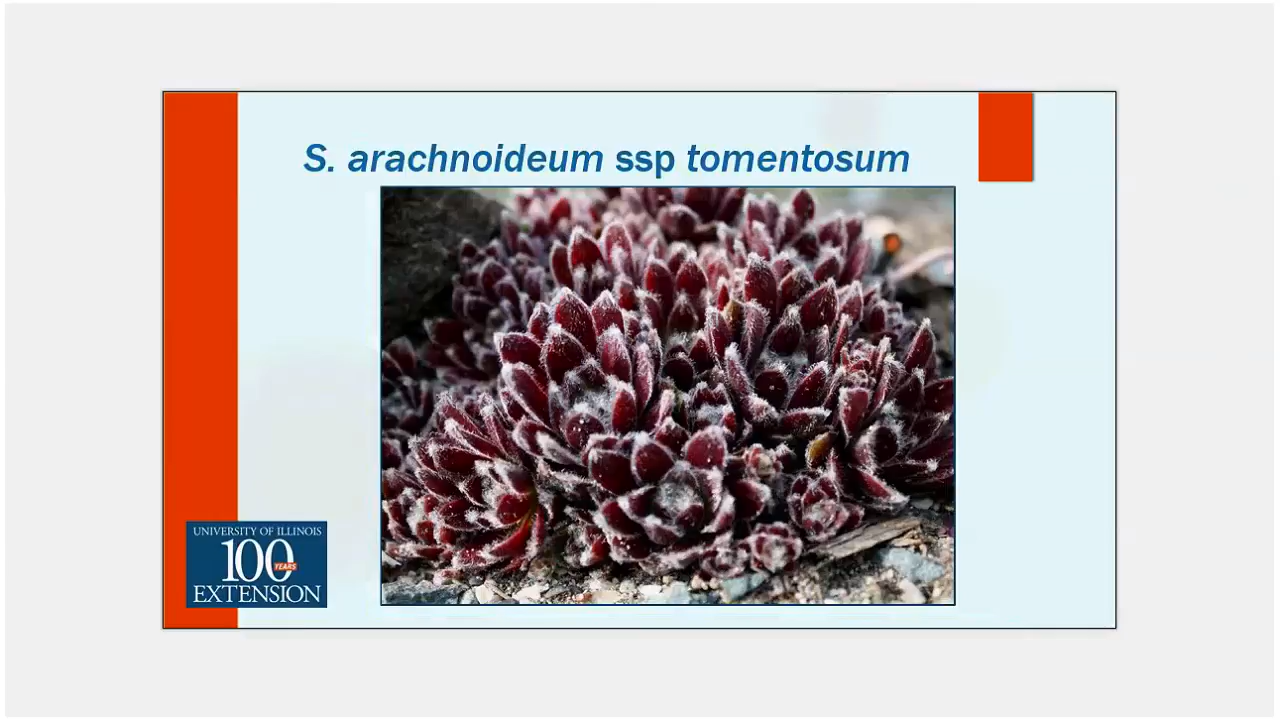 S. arachnoideum ssp tomentosum
UNIVERSITY OF ILLINOIS
100
YEARS
EXTENSION